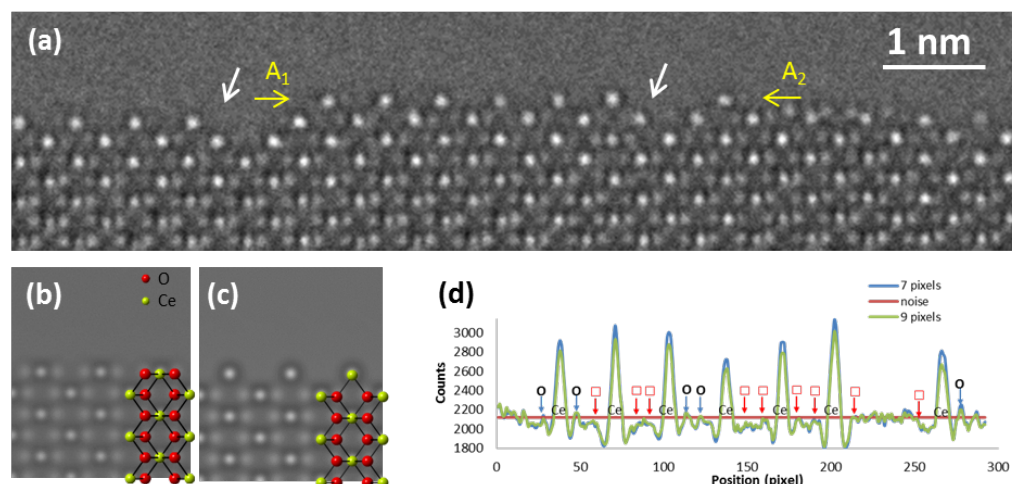 (a)
1 nm
A1
A2
(b)
O
Ce
(c)
(d)
7 pixels
noise
9 pixels
3000
2800
2600
2400
2200
2000
1800
Counts
O
O
O
O
O
Ce
Ce
Ce
Ce
Ce
Ce
Ce
0
50
100
150
200
250
300
Position (pixel)